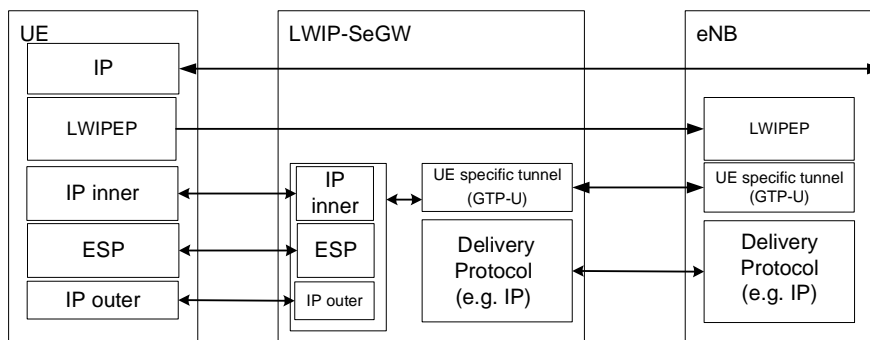 UE
LWIP-SeGW
eNB
IP
LWIPEP
LWIPEP
IP inner
IP
inner
UE specific tunnel
(GTP-U)
UE specific tunnel
(GTP-U)
ESP
ESP
Delivery
Protocol
(e.g. IP)
Delivery
Protocol
(e.g. IP)
IP outer
IP outer